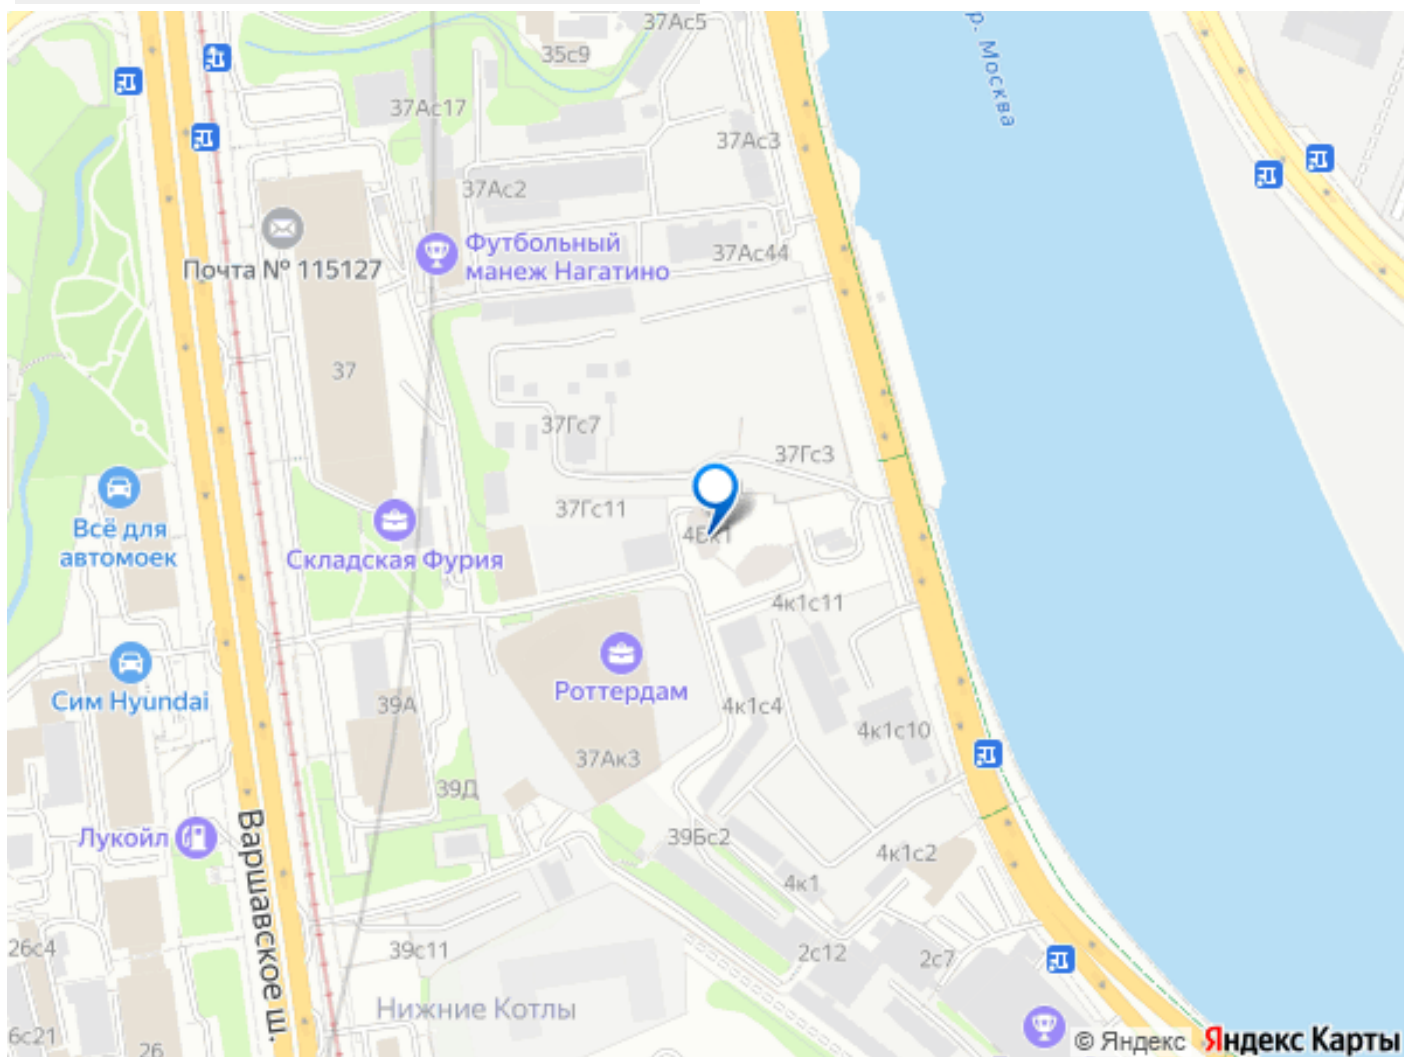 37Ас5
35с9
р. Москва
37Ас17
37Ас3
37Ас2
Футбольный
манеж Нагатино
37Ас44
Почта № 115127
37
37Гс7
37Гс3
37Гс11
Всё для
автомоек
Складская Фурия
4к1с11
Роттердам
Сим Hyundai
39А
4к1с4
4к1с10
37Ак3
39Д
Лукойл
Варшавское ш.
39Бс2
4к1с2
4к1
26с4
39с11
2с12
2с7
Нижние Котлы
6с21
26
© Яндекс Яндекс Карты